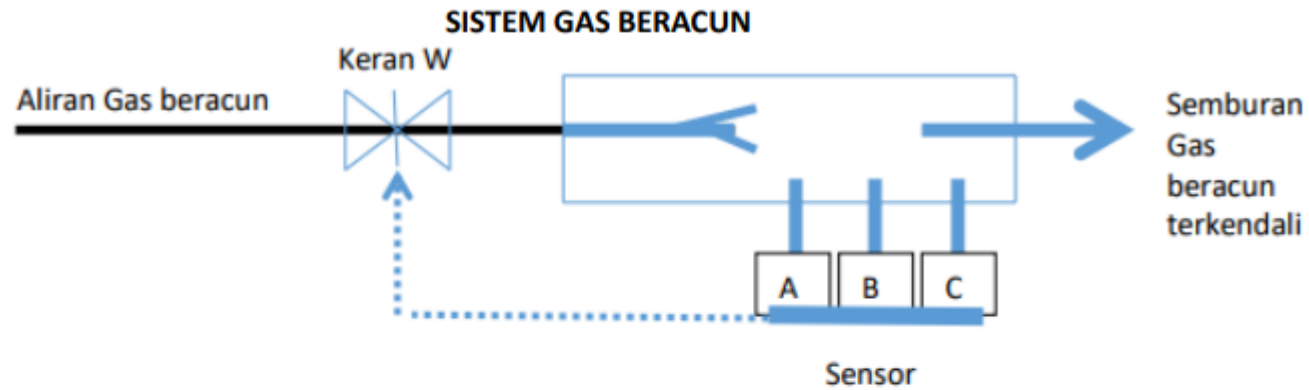 SISTEM GAS BERACUN
Keran W
Aliran Gas beracun
Semburan
Gas
beracun
terkendali
A
B
C
Sensor